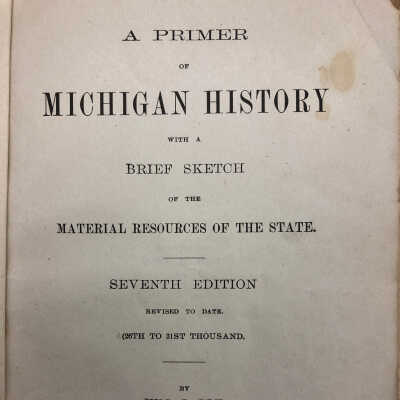 A PRIMER
OF
MICHIGAN HISTORY
WITH A
BRIEF SKETCH
OF THE
MATERIAL RESOURCES OF THE STATE.
SEVENTH EDITION
REVISED TO DATE.
(26TH TO 31ST THOUSAND.
BY